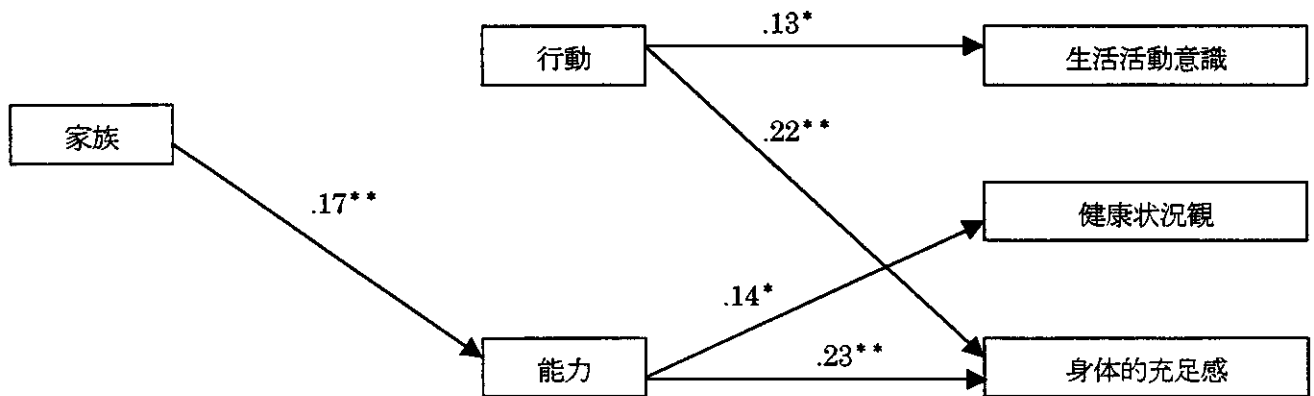 行動
.13*
生活活動意識
家族
.22**
.17**
健康状況観
.14*
能力
.23**
身体的充足感